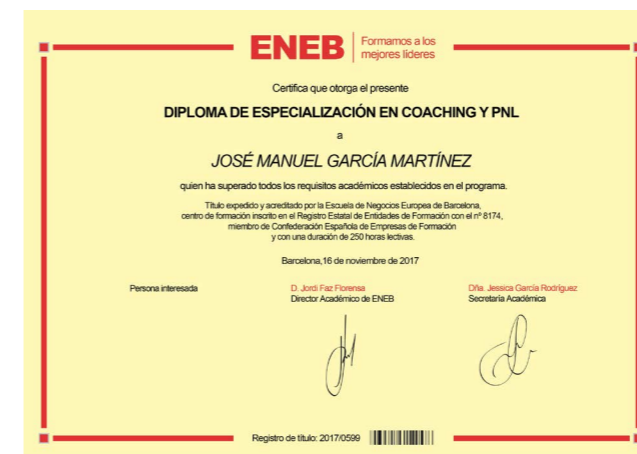 ENEB
Formamos a los
mejores líderes
Certifica que otorga el presente
DIPLOMA DE ESPECIALIZACIÓN EN COACHING Y PNL
a
JOSÉ MANUEL GARCÍA MARTÍNEZ
quien ha superado todos los requisitos académicos establecidos en el programa.
Título expedido y acreditado por la Escuela de Negocios Europea de Barcelona,
centro de formación inscrito en el Registro Estatal de Entidades de Formación con el nº 8174,
miembro de Confederación Española de Empresas de Formación
y con una duración de 250 horas lectivas.
Barcelona,16 de noviembre de 2017
Persona interesada
D. Jordi Faz Florensa
Director Académico de ENEB
Dña. Jessica García Rodríguez
Secretaría Académica
Registro de título: 2017/0599